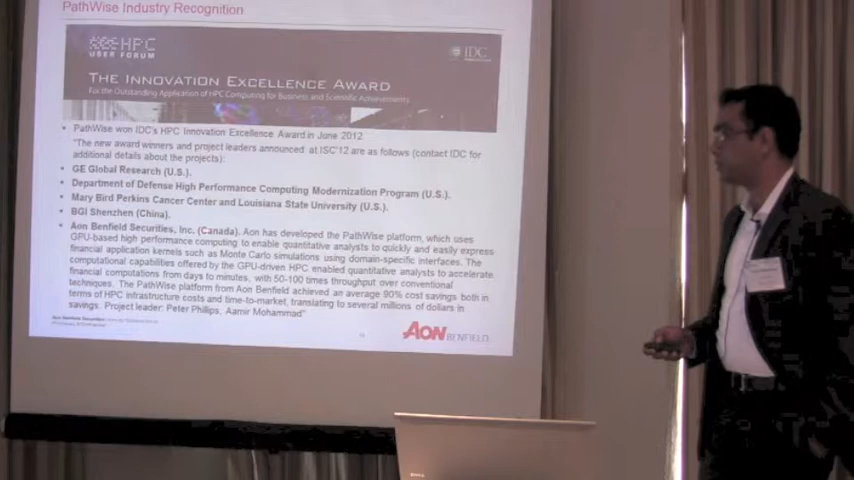 PathWise Industry Recognition
HPC
USER FORUM
IDC
THE INNOVATION EXCELLENCE AWARD
For the Outstanding Application of HPC Computing for Business and Scientific Achievements
• PathWise won IDC's HPC Innovation Excellence Award in June 2012
"The new award winners and project leaders announced at ISC'12 are as follows (contact IDC for
additional details about the projects):
• GE Global Research (U.S.).
• Department of Defense High Performance Computing Modernization Program (U.S.).
• Mary Bird Perkins Cancer Center and Louisiana State University (U.S.).
• BGI Shenzhen (China).
• Aon Benfield Securities, Inc. (Canada). Aon has developed the PathWise platform, which uses
GPU-based high performance computing to enable quantitative analysts to quickly and easily express
financial application kernels such as Monte Carlo simulations using domain-specific interfaces. The
computational capabilities offered by the GPU-driven HPC enabled quantitative analysts to accelerate
financial computations from days to minutes, with 50-100 times throughput over conventional
techniques. The PathWise platform from Aon Benfield achieved an average 90% cost savings both in
terms of HPC infrastructure costs and time-to-market, translating to several millions of dollars in
savings. Project leader: Peter Phillips, Aamir Mohammad"
Aon Benfield Securities
AON BENFIELD
DELL